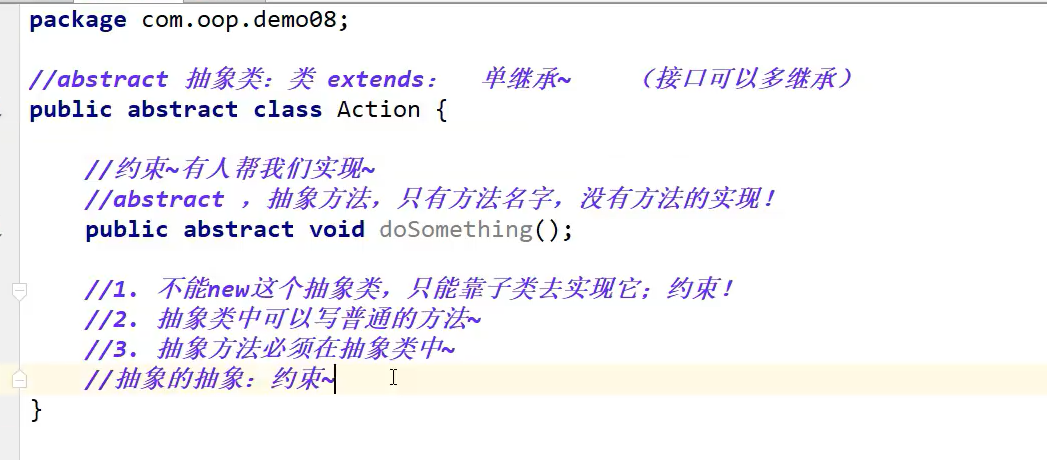 package com.oop.demo08;
//abstract 抽象类：类 extends： 单继承~ （接口可以多继承）
public abstract class Action {
//约束~有人帮我们实现~
//abstract ，抽象方法，只有方法名字，没有方法的实现！
public abstract void doSomething();
//1. 不能new这个抽象类，只能靠子类去实现它；约束！
//2. 抽象类中可以写普通的方法~
//3. 抽象方法必须在抽象类中~
//抽象的抽象：约束~
}